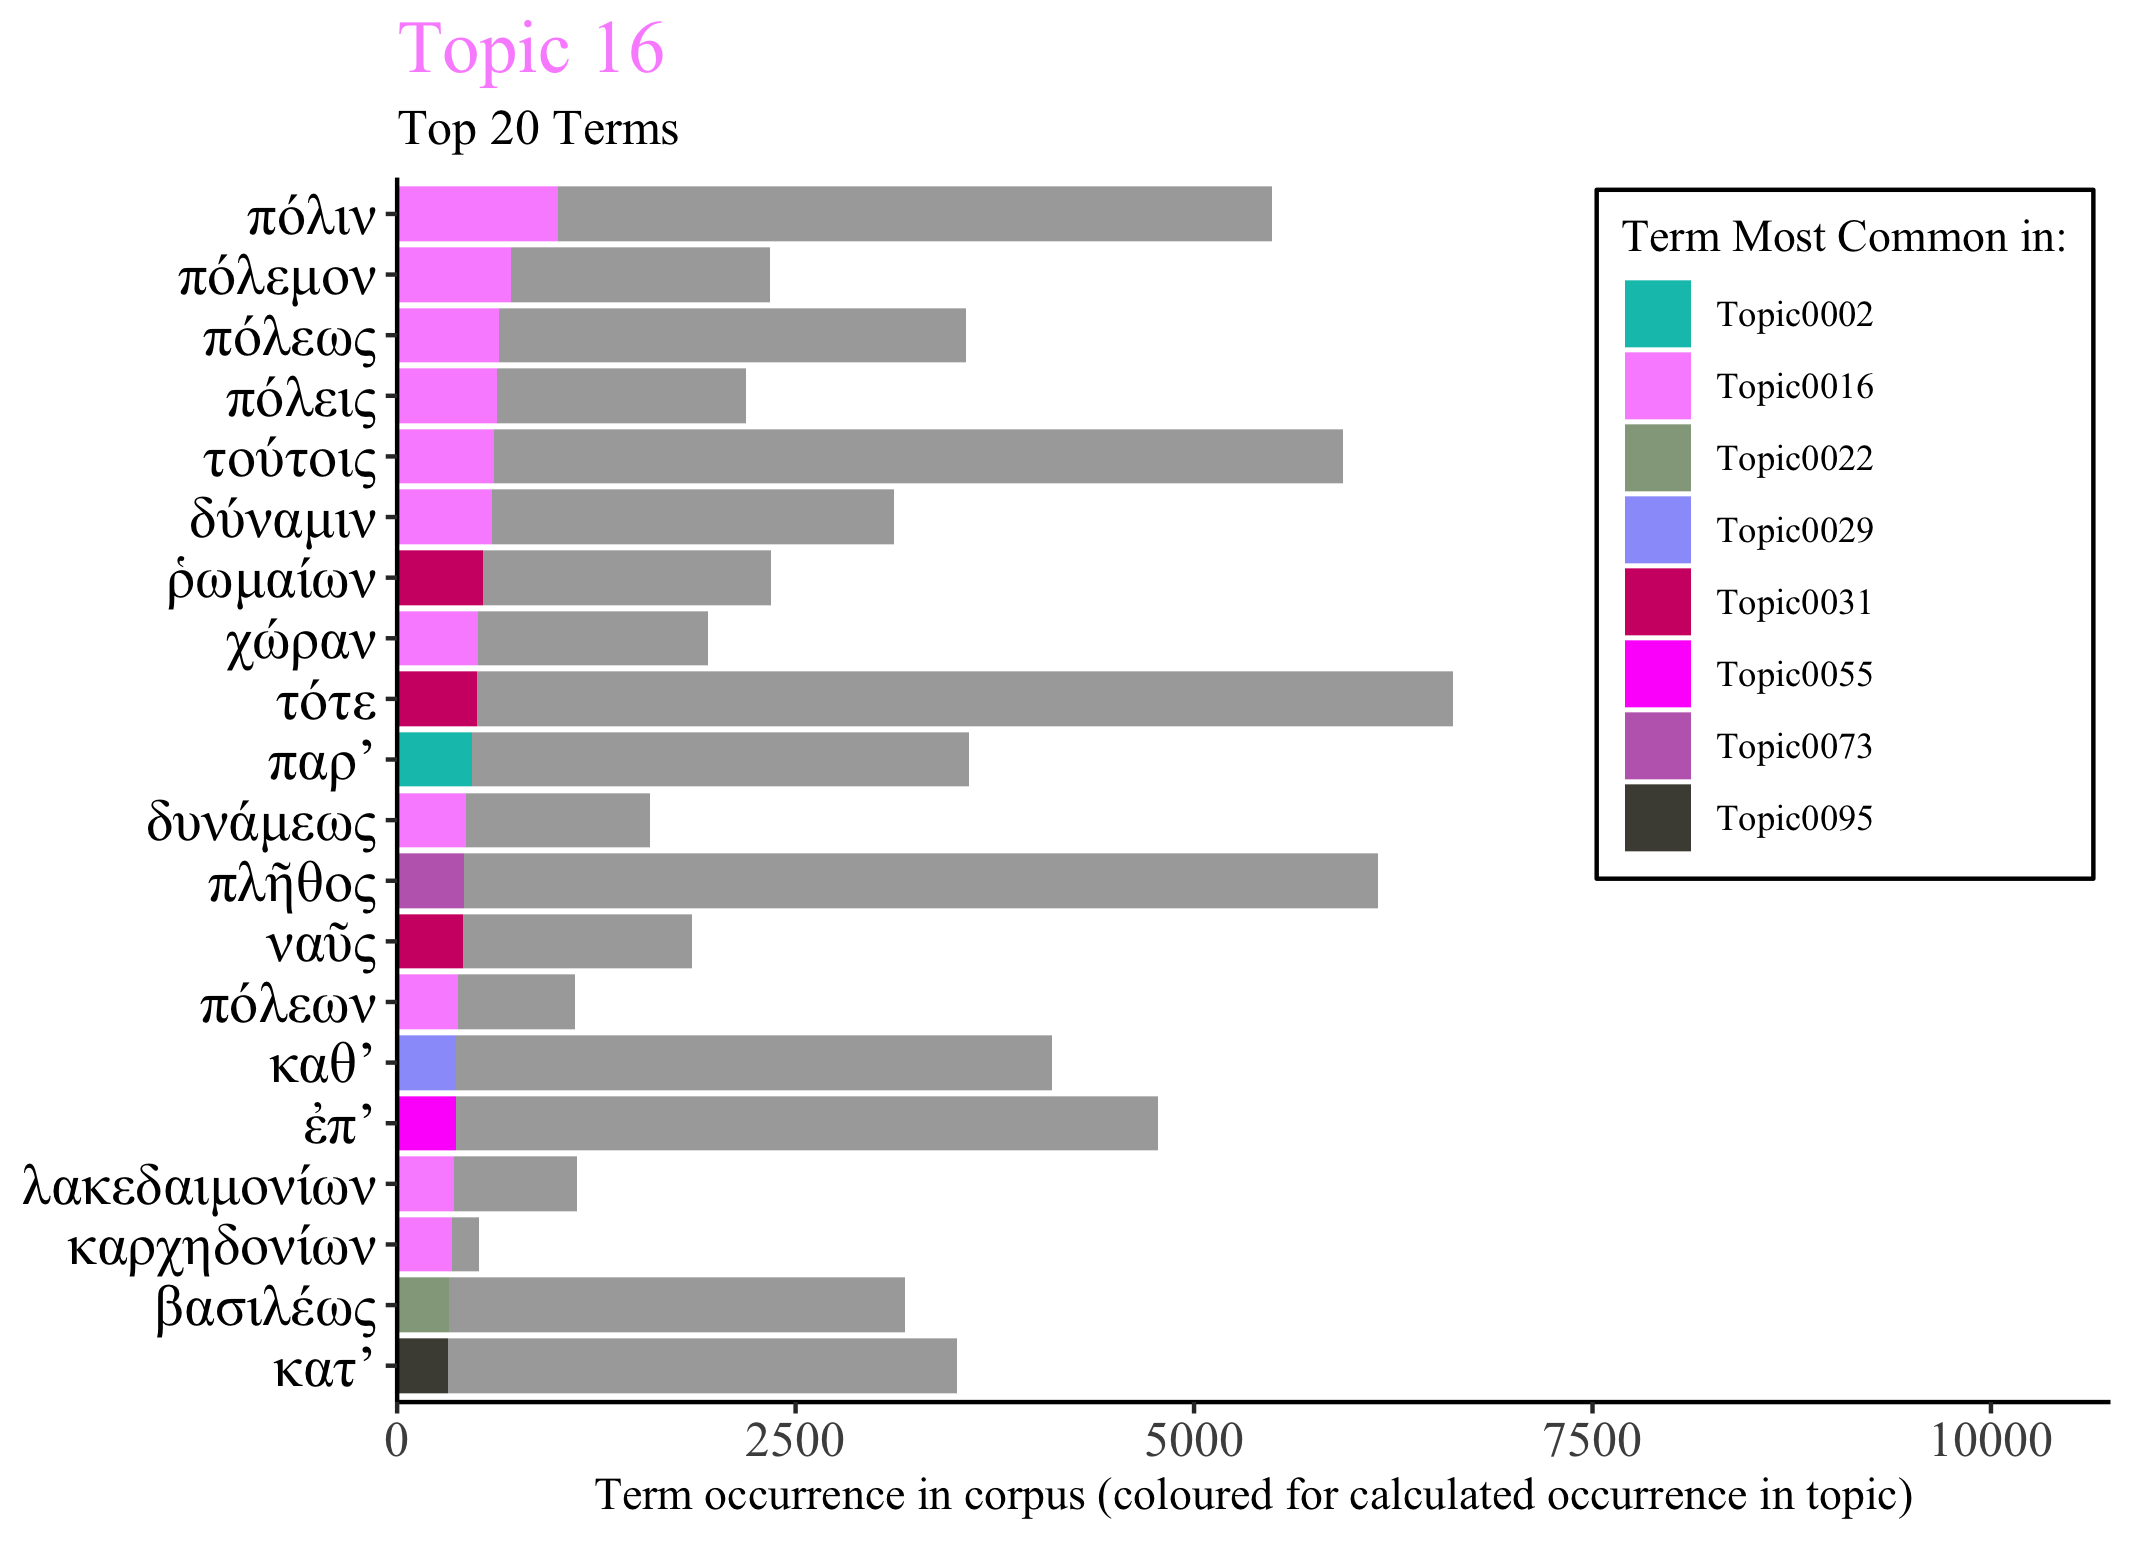 Topic 16
Top 20 Terms
πόλιν
πόλεμον
πόλεως
πόλεις
τούτοις
δύναμιν
ῥωμαίων
χώραν
τότε
παρ’
δυνάμεως
πλῆθος
ναῦς
πόλεων
καθ’
ἐπ’
λακεδαιμονίων
καρχηδονίων
βασιλέως
κατ’
0 2500 5000 7500 10000
Term occurrence in corpus (coloured for calculated occurrence in topic)
Term Most Common in:
Topic0002
Topic0016
Topic0022
Topic0029
Topic0031
Topic0055
Topic0073
Topic0095